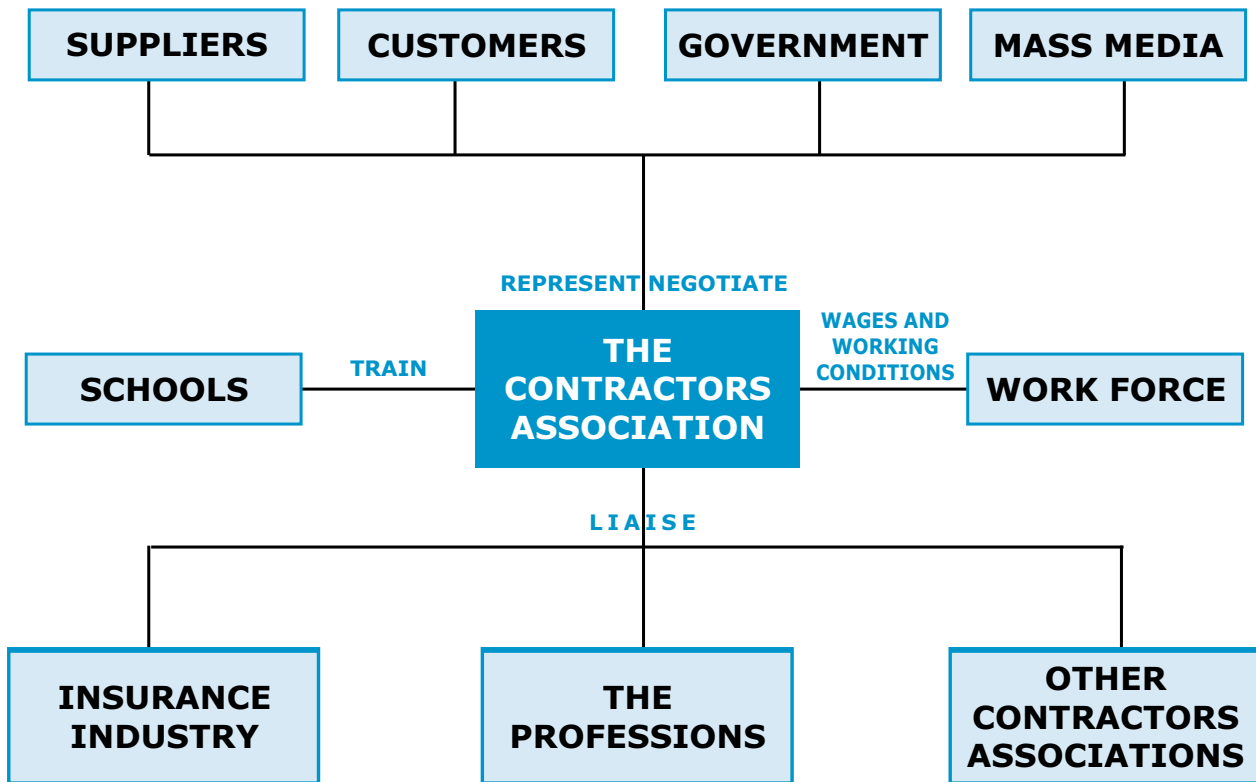 SUPPLIERS
CUSTOMERS
GOVERNMENT
MASS MEDIA
REPRESENT NEGOTIATE
SCHOOLS
TRAIN
THE
CONTRACTORS
ASSOCIATION
WAGES AND
WORKING
CONDITIONS
WORK FORCE
LIAISE
INSURANCE
INDUSTRY
THE
PROFESSIONS
OTHER
CONTRACTORS
ASSOCIATIONS